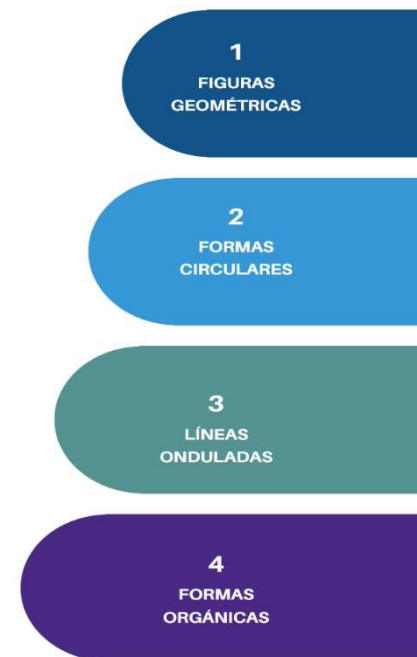 1
FIGURAS
GEOMÉTRICAS
2
FORMAS
CIRCULARES
3
LÍNEAS
ONDULADAS
4
FORMAS
ORGÁNICAS